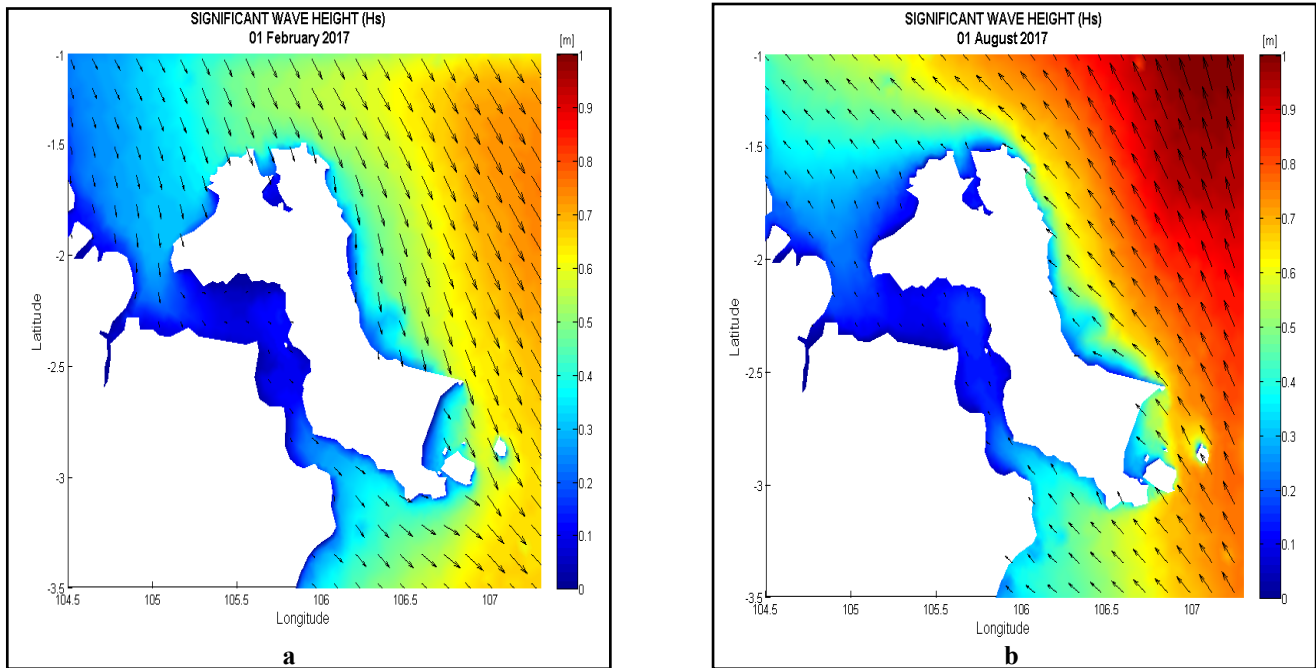 SIGNIFICANT WAVE HEIGHT (Hs)
01 February 2017
[m]
-1
-1.5
-2
-2.5
-3
-3.5
Latitude
104.5 105 105.5 106 106.5 107
Longitude
1
0.9
0.8
0.7
0.6
0.5
0.4
0.3
0.2
0.1
0
a
SIGNIFICANT WAVE HEIGHT (Hs)
01 August 2017
[m]
-1
-1.5
-2
-2.5
-3
-3.5
Latitude
104.5 105 105.5 106 106.5 107
Longitude
1
0.9
0.8
0.7
0.6
0.5
0.4
0.3
0.2
0.1
0
b